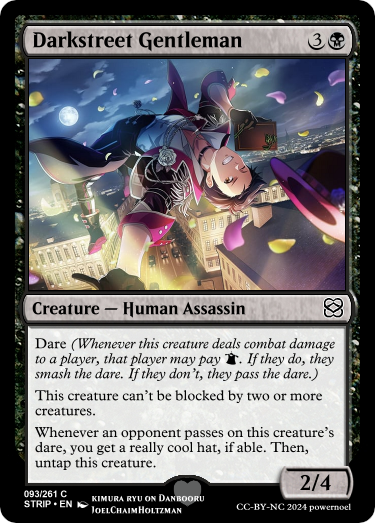 Darkstreet Gentleman 3
Creature — Human Assassin
Dare (Whenever this creature deals combat damage
to a player, that player may pay . If they do, they
smash the dare. If they don't, they pass the dare.)
This creature can't be blocked by two or more
creatures.
Whenever an opponent passes on this creature's
dare, you get a really cool hat, if able. Then,
untap this creature.
2/4
093/261 C
STRIP • EN KIMURA RYU ON DANBOORU
JOELCHAIMHOLTZMAN
CC-BY-NC 2024 powernoel